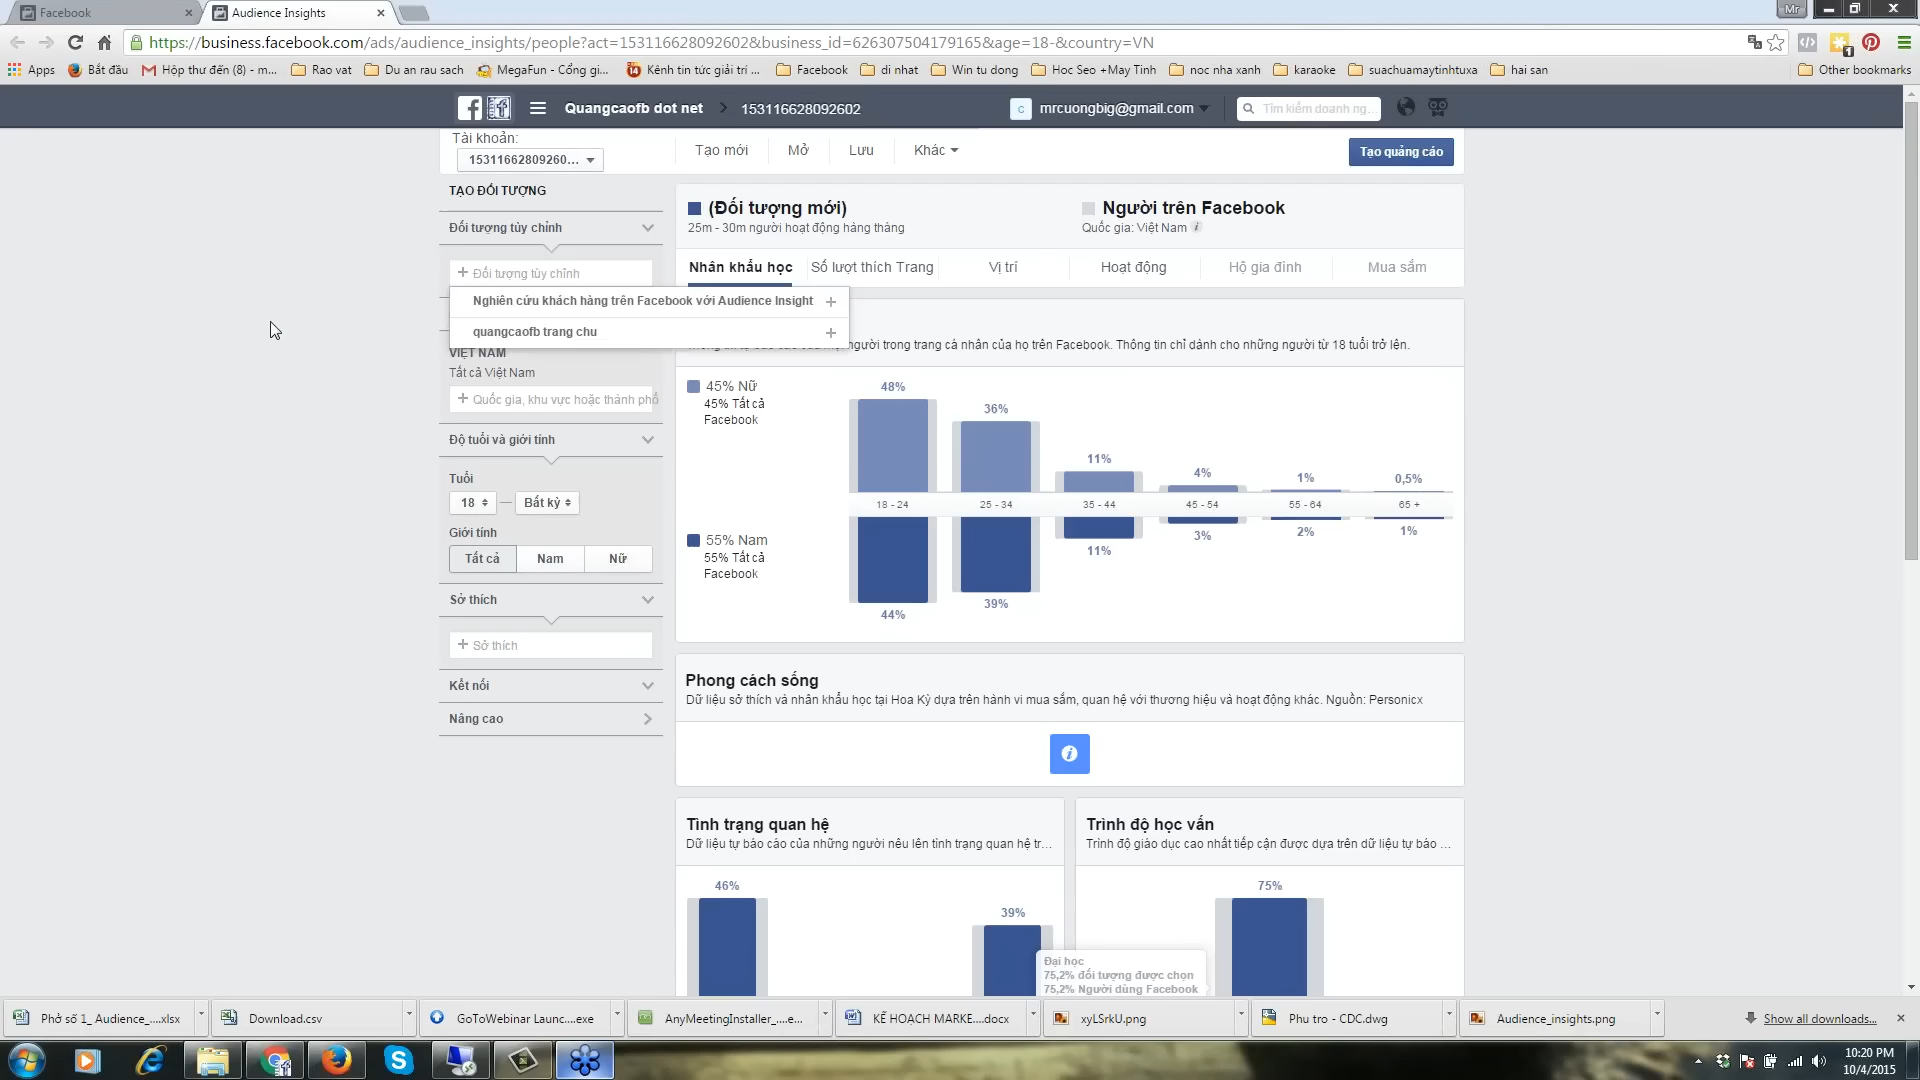 Facebook
Audience Insights
Mr
https://business.facebook.com/ads/audience_insights/people?act=153116628092602&business_id=626307504179165&age=18-&country=VN
Apps
Bắt đầu
Hộp thư đến (8) - m...
Rao vat
Du an rau sach
MegaFun - Cổng gi...
Kênh tin tức giải trí ...
Facebook
di nhat
Win tu dong
Hoc Seo +May Tinh
noc nha xanh
karaoke
suachuamaytinhtuxa
hai san
Other bookmarks
Quangcaofb dot net
153116628092602
c
mrcuongbig@gmail.com
Tìm kiếm doanh ng...
Tài khoản:
15311662809260...
Tạo mới
Mở
Lưu
Khác
Tạo quảng cáo
TẠO ĐỐI TƯỢNG
Đối tượng tùy chỉnh
+ Đối tượng tùy chỉnh
Nghiên cứu khách hàng trên Facebook với Audience Insight +
quangcaofb trang chu +
VIỆT NAM
Tất cả Việt Nam
+ Quốc gia, khu vực hoặc thành phố
Độ tuổi và giới tính
Tuổi
18 — Bất kỳ
Giới tính
Tất cả
Nam
Nữ
Sở thích
+ Sở thích
Kết nối
Nâng cao
(Đối tượng mới)
25m - 30m người hoạt động hàng tháng
Người trên Facebook
Quốc gia: Việt Nam
Nhân khẩu học
Số lượt thích Trang
Vị trí
Hoạt động
Hộ gia đình
Mua sắm
người trong trang cá nhân của họ trên Facebook. Thông tin chỉ dành cho những người từ 18 tuổi trở lên.
45% Nữ
45% Tất cả
Facebook
48%
36%
11%
4%
1%
0,5%
18 - 24
25 - 34
35 - 44
45 - 54
55 - 64
65 +
55% Nam
55% Tất cả
Facebook
44%
39%
11%
3%
2%
1%
Phong cách sống
Dữ liệu sở thích và nhân khẩu học tại Hoa Kỳ dựa trên hành vi mua sắm, quan hệ với thương hiệu và hoạt động khác. Nguồn: Personicx
i
Tình trạng quan hệ
Dữ liệu tự báo cáo của những người nêu lên tình trạng quan hệ tr...
46%
39%
Trình độ học vấn
Trình độ giáo dục cao nhất tiếp cận được dựa trên dữ liệu tự báo ...
75%
Đại học
75,2% đối tượng được chọn
75,2% Người dùng Facebook
Phở số 1_ Audience_....xlsx
Download.csv
GoToWebinar Launc....exe
AnyMeetingInstaller_....e...
KẾ HOẠCH MARKE....docx
xyLSrkU.png
Phu tro - CDC.dwg
Audience_insights.png
Show all downloads...
10:20 PM
10/4/2015